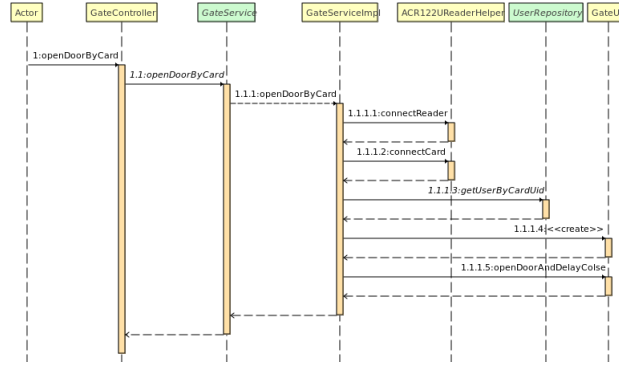 Actor
GateController
GateService
GateServiceImpl
ACR122UReaderHelper
UserRepository
GateU
1:openDoorByCard
1.1:openDoorByCard
1.1.1:openDoorByCard
1.1.1.1:connectReader
1.1.1.2:connectCard
1.1.1.3:getUserByCardUid
1.1.1.4:<<create>>
1.1.1.5:openDoorAndDelayColse